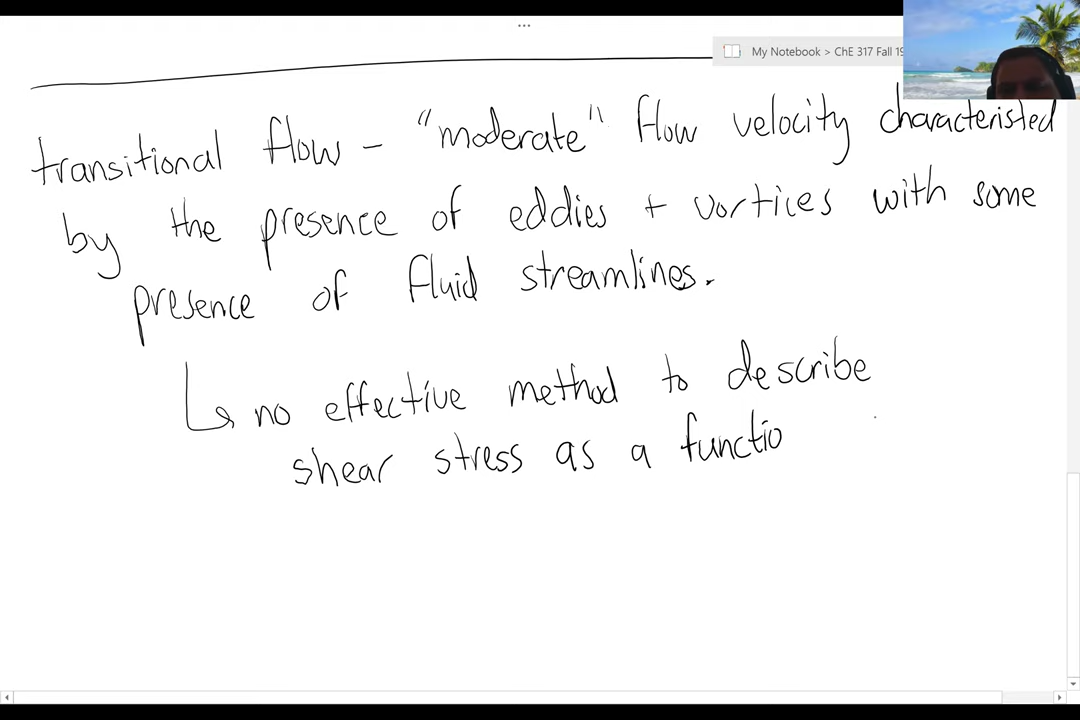 My Notebook > ChE 317 Fall 19
transitional flow - "moderate" flow velocity characteristed
by the presence of eddies + vortices with some
presence of fluid streamlines.
↳ no effective method to describe
shear stress as a functio